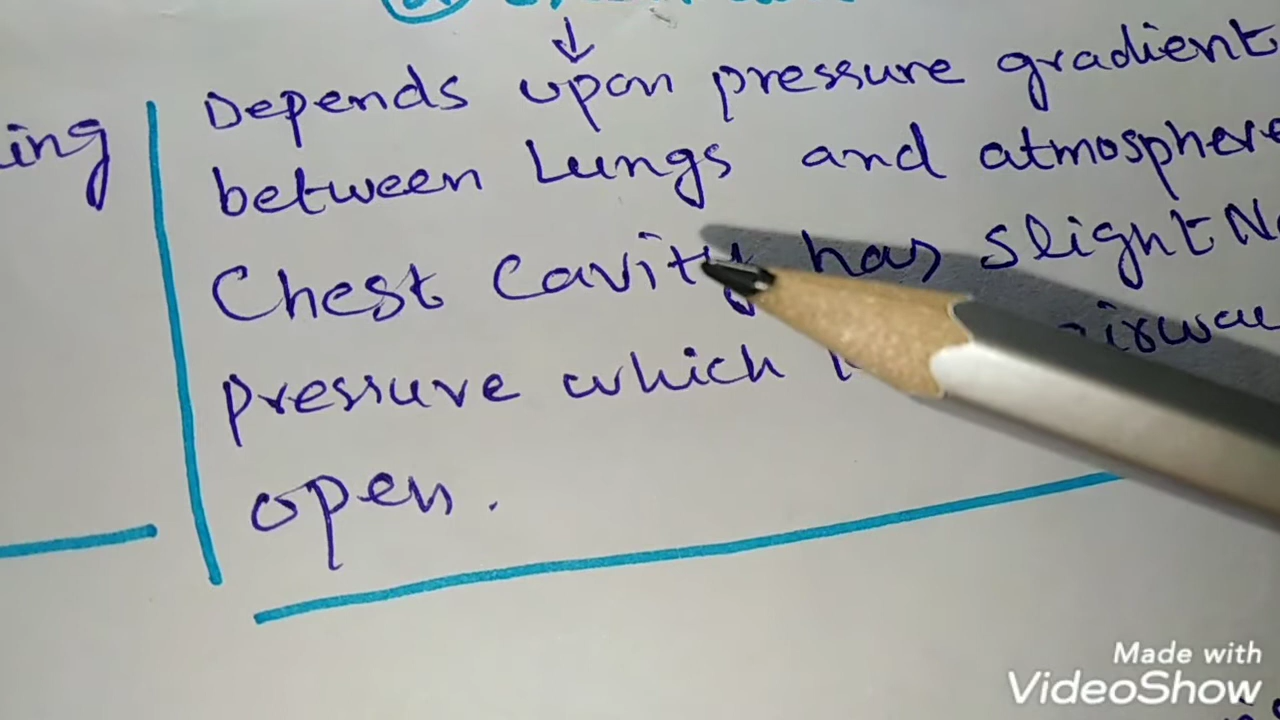 ing
Depends upon pressure gradient
between Lungs and atmosphere
Chest Cavity has slight
pressure which
open.
Made with
VideoShow